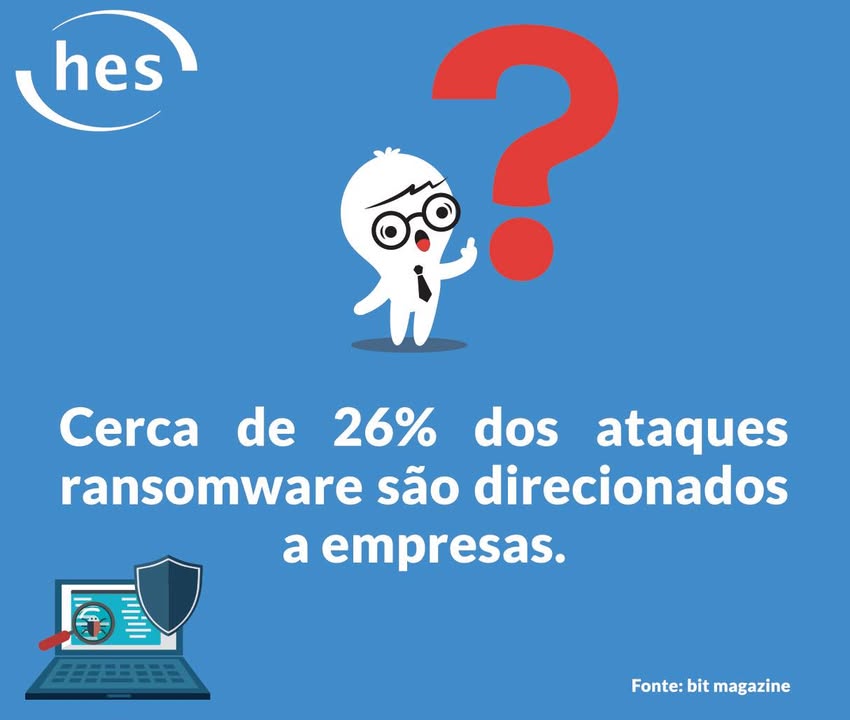 hes
Cerca de 26% dos ataques
ransomware são direcionados
a empresas.
Fonte: bit magazine